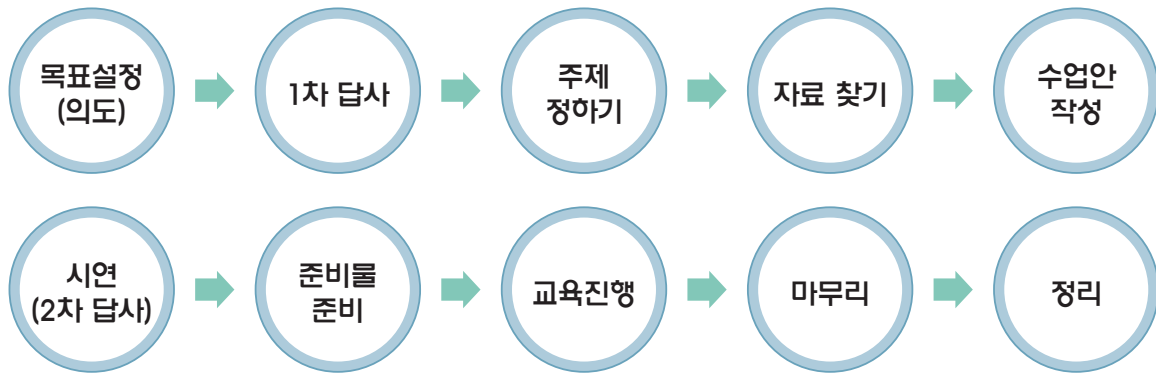 목표설정
(의도)
1차 답사
주제
정하기
자료 찾기
수업안
작성
시연
(2차 답사)
준비물
준비
교육진행
마무리
정리